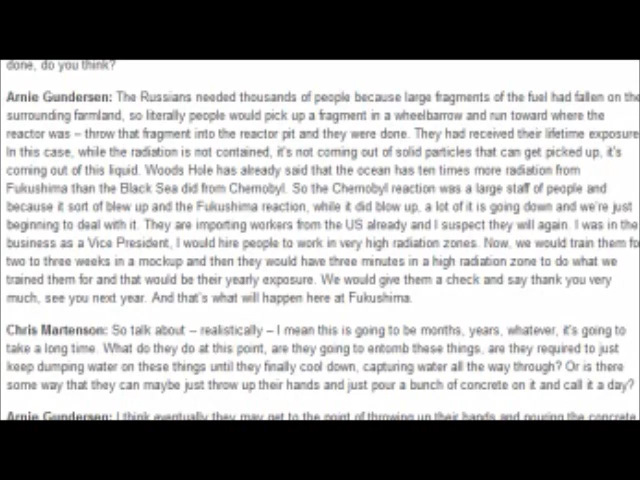 done, do you think?
Arnie Gundersen: The Russians needed thousands of people because large fragments of the fuel had fallen on the
surrounding farmland, so literally people would pick up a fragment in a wheelbarrow and run toward where the
reactor was – throw that fragment into the reactor pit and they were done. They had received their lifetime exposure
In this case, while the radiation is not contained, it's not coming out of solid particles that can get picked up, it's
coming out of this liquid. Woods Hole has already said that the ocean has ten times more radiation from
Fukushima than the Black Sea did from Chernobyl. So the Chernobyl reaction was a large staff of people and
because it sort of blew up and the Fukushima reaction, while it did blow up, a lot of it is going down and we're just
beginning to deal with it. They are importing workers from the US already and I suspect they will again. I was in the
business as a Vice President, I would hire people to work in very high radiation zones. Now, we would train them fo
two to three weeks in a mockup and then they would have three minutes in a high radiation zone to do what we
trained them for and that would be their yearly exposure. We would give them a check and say thank you very
much, see you next year. And that's what will happen here at Fukushima.
Chris Martenson: So talk about – realistically – I mean this is going to be months, years, whatever, it's going to
take a long time. What do they do at this point, are they going to entomb these things, are they required to just
keep dumping water on these things until they finally cool down, capturing water all the way through? Or is there
some way that they can maybe just throw up their hands and just pour a bunch of concrete on it and call it a day?
Arnie Gundersen: I think eventually they may get to the point of throwing up their hands and pouring the concrete